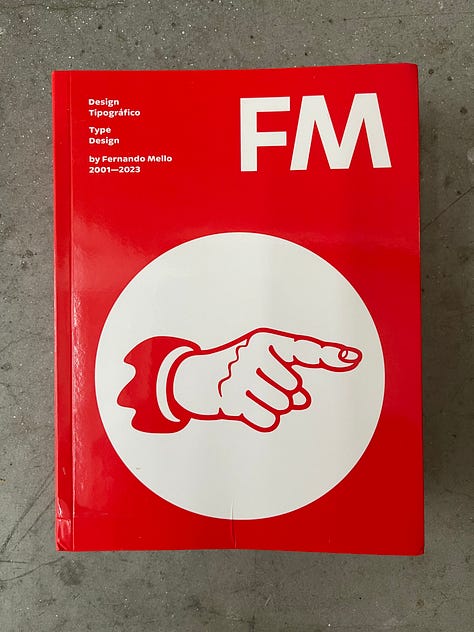 Design
Tipográfico
Type
Design
by Fernando Mello
2001—2023
FM